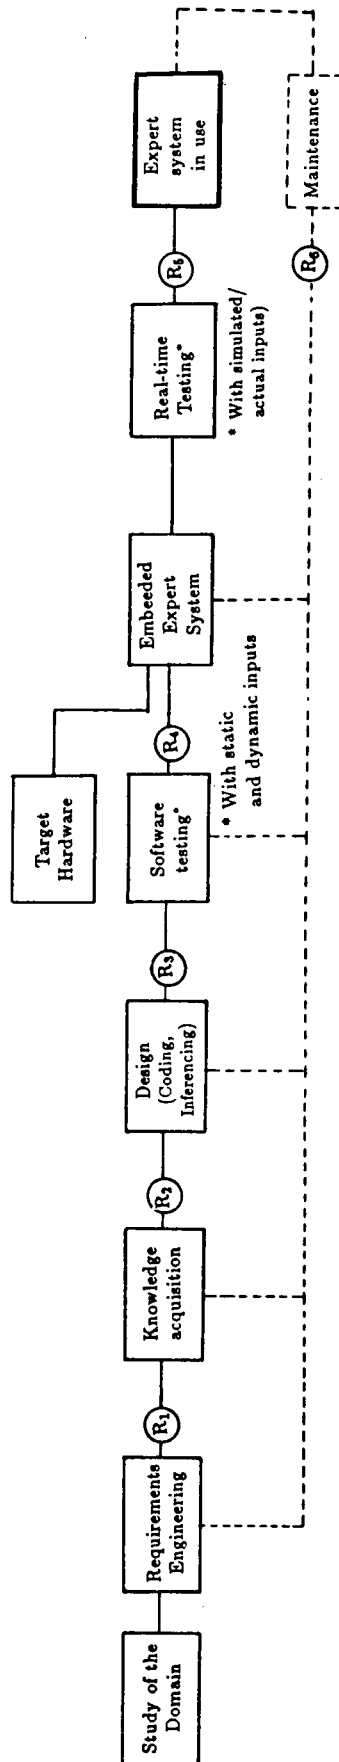 Study of the
Domain
Requirements
Engineering
R1
Knowledge
acquisition
R2
Design
(Coding,
Inferencing)
R3
Software
testing*
* With static
and dynamic inputs
R4
Target
Hardware
Embeeded
Expert
System
Real-time
Testing*
* With simulated/
actual inputs)
R5
Expert
system
in use
R6
Maintenance